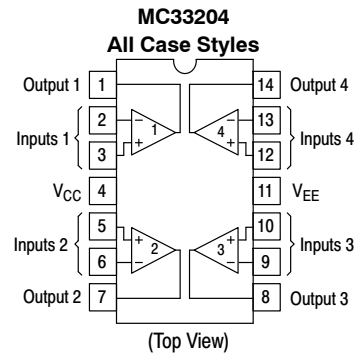 MC33204
All Case Styles
Output 1 1 14 Output 4
2 − 1 4 − 13
Inputs 1 Inputs 4
3 + + 12
V_CC 4 11 V_EE
5 + + 10
Inputs 2 2 3 Inputs 3
6 − − 9
Output 2 7 8 Output 3
(Top View)